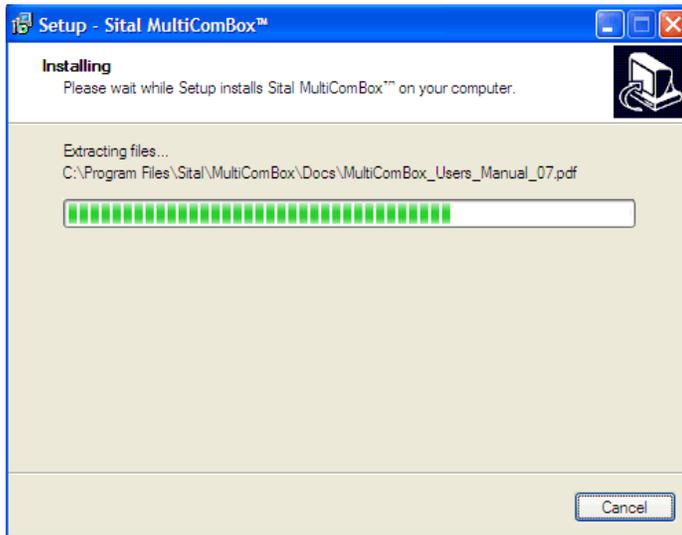 Setup - Sital MultiComBox™
Installing
Please wait while Setup installs Sital MultiComBox™ on your computer.
Extracting files...
C:\Program Files\Sital\MultiComBox\Docs\MultiComBox_Users_Manual_07.pdf
Cancel